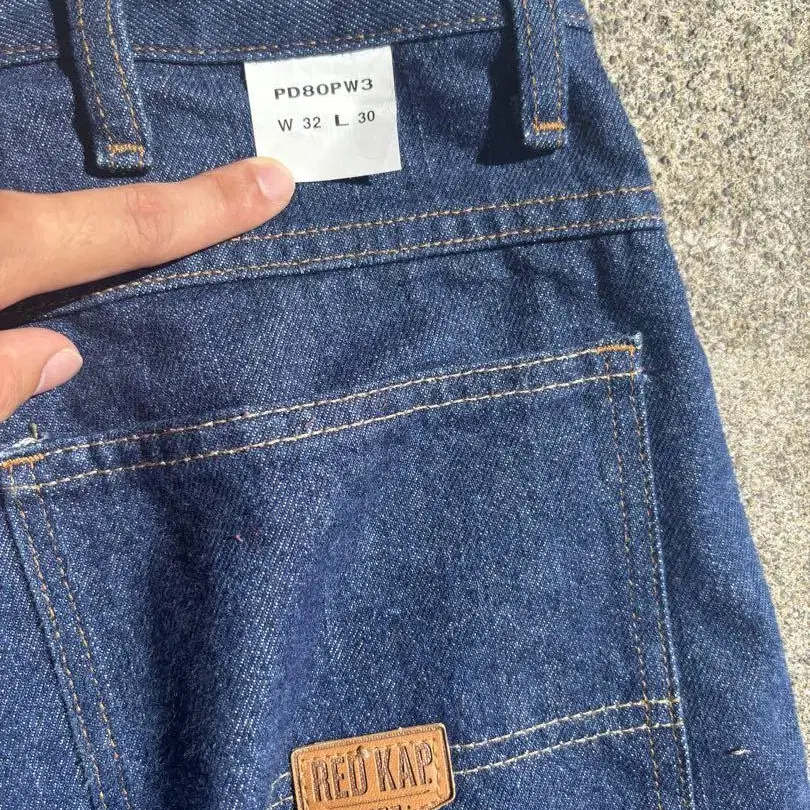 PD80PW3
W 32 L 30
RED KAP.